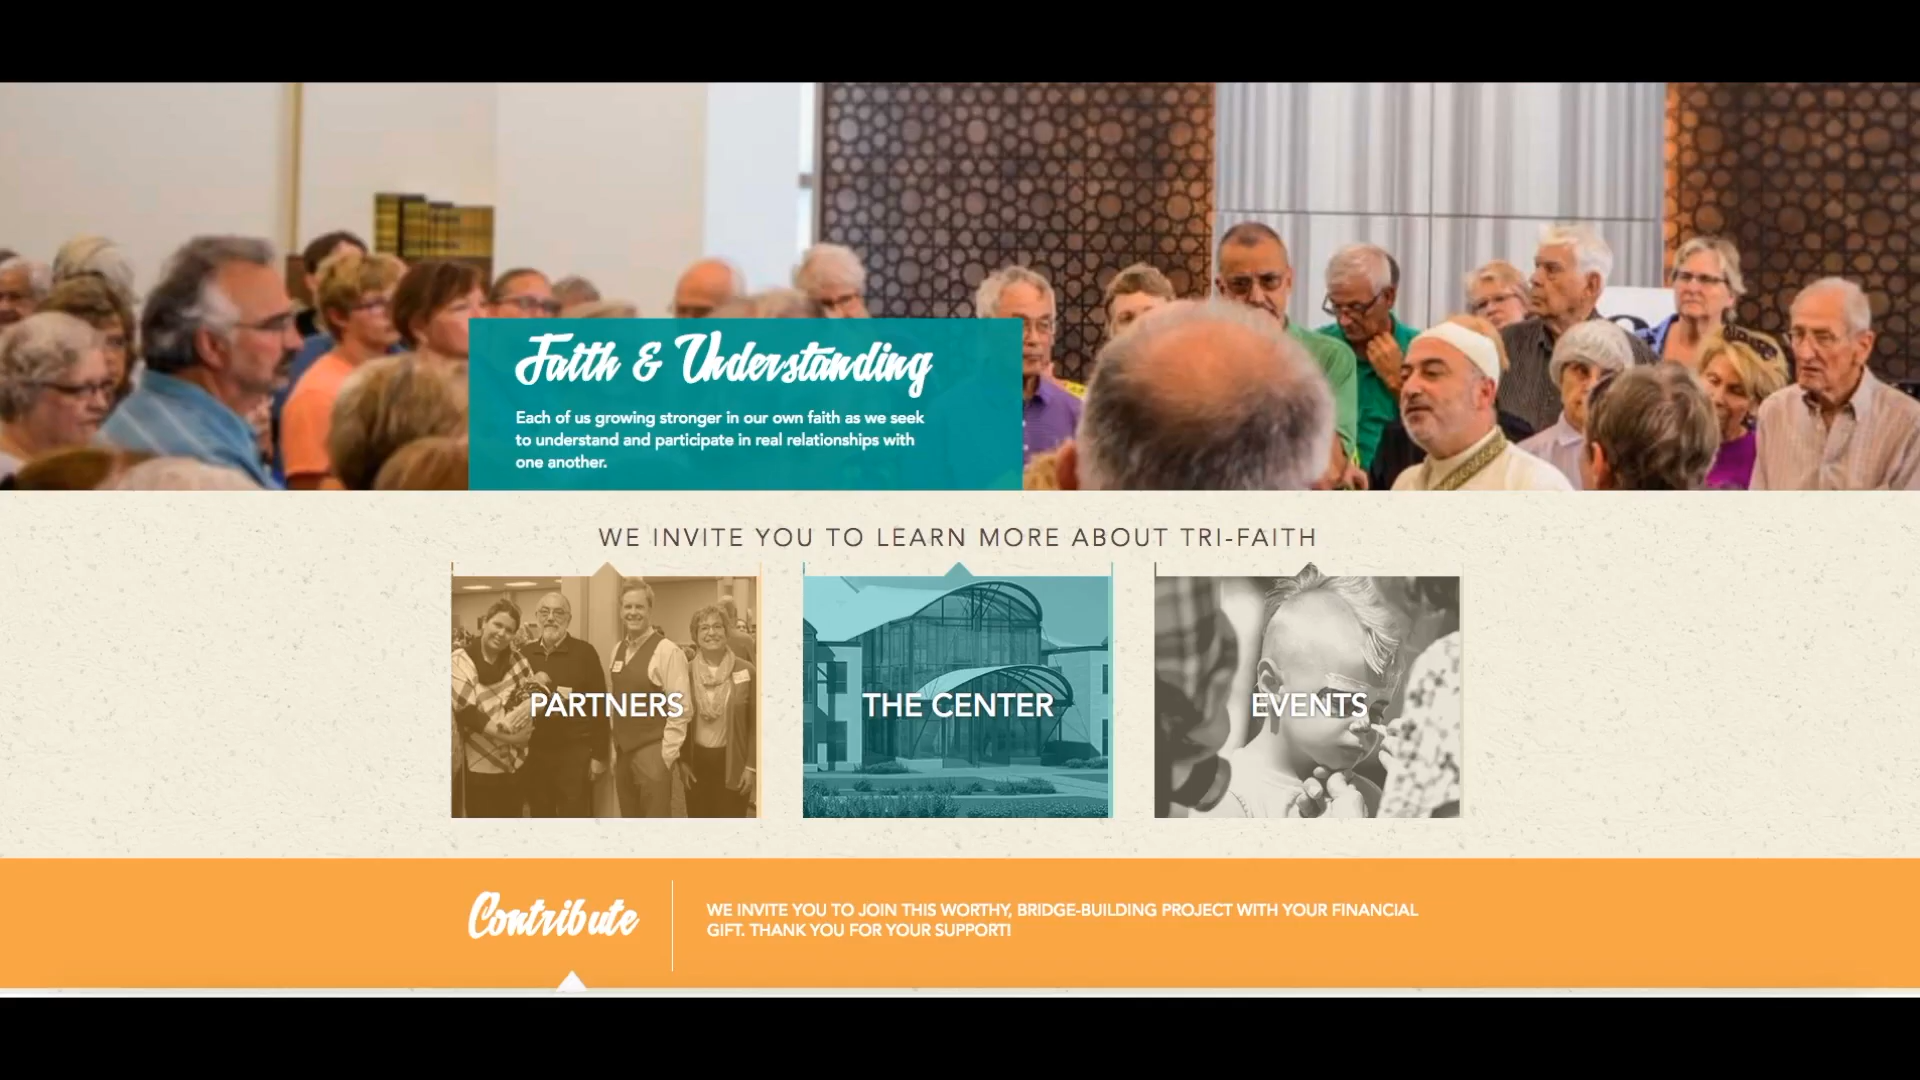 Faith & Understanding
Each of us growing stronger in our own faith as we seek
to understand and participate in real relationships with
one another.
WE INVITE YOU TO LEARN MORE ABOUT TRI-FAITH
PARTNERS
THE CENTER
EVENTS
Contribute
WE INVITE YOU TO JOIN THIS WORTHY, BRIDGE-BUILDING PROJECT WITH YOUR FINANCIAL
GIFT. THANK YOU FOR YOUR SUPPORT!